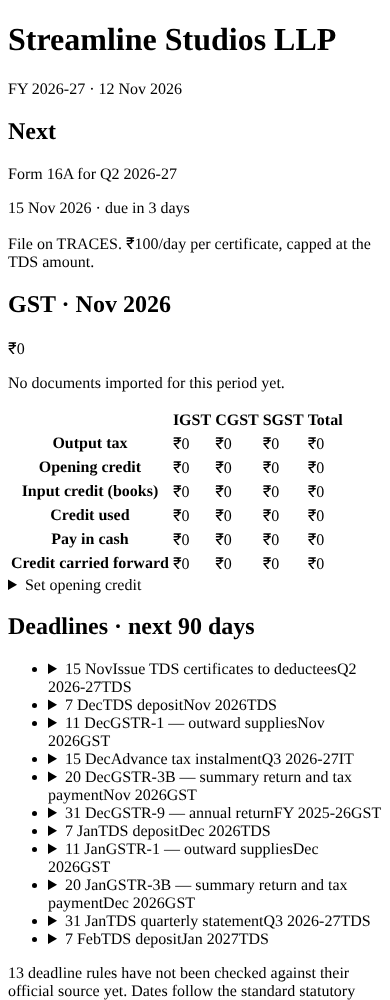 Streamline Studios LLP
FY 2026-27 · 12 Nov 2026
Next
Form 16A for Q2 2026-27
15 Nov 2026 · due in 3 days
File on TRACES. ₹100/day per certificate, capped at the
TDS amount.
GST · Nov 2026
₹0
No documents imported for this period yet.
IGST CGST SGST Total
Output tax ₹0 ₹0 ₹0 ₹0
Opening credit ₹0 ₹0 ₹0 ₹0
Input credit (books) ₹0 ₹0 ₹0 ₹0
Credit used ₹0 ₹0 ₹0 ₹0
Pay in cash ₹0 ₹0 ₹0 ₹0
Credit carried forward ₹0 ₹0 ₹0 ₹0
Set opening credit
Deadlines · next 90 days
15 NovIssue TDS certificates to deducteesQ2
2026-27TDS
7 DecTDS depositNov 2026TDS
11 DecGSTR-1 — outward suppliesNov
2026GST
15 DecAdvance tax instalmentQ3 2026-27IT
20 DecGSTR-3B — summary return and tax
paymentNov 2026GST
31 DecGSTR-9 — annual returnFY 2025-26GST
7 JanTDS depositDec 2026TDS
11 JanGSTR-1 — outward suppliesDec
2026GST
20 JanGSTR-3B — summary return and tax
paymentDec 2026GST
31 JanTDS quarterly statementQ3 2026-27TDS
7 FebTDS depositJan 2027TDS
13 deadline rules have not been checked against their
official source yet. Dates follow the standard statutory